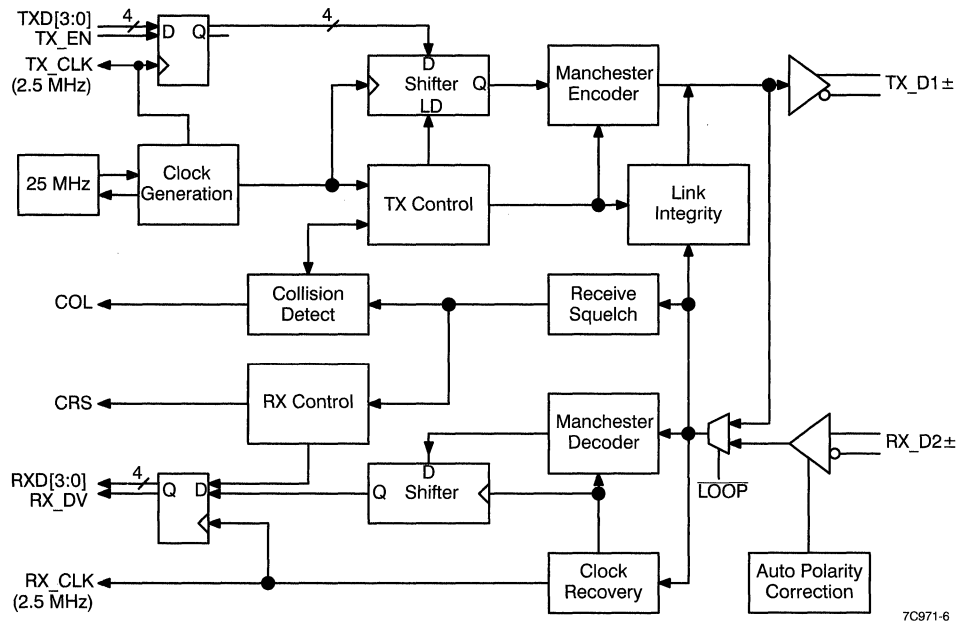 TXD[3:0]
TX_EN
TX_CLK
(2.5 MHz)
4
D Q
4
D
Shifter
Q
LD
Manchester
Encoder
TX_D1±
25 MHz
Clock
Generation
TX Control
Link
Integrity
COL
Collision
Detect
Receive
Squelch
CRS
RX Control
Manchester
Decoder
RX_D2±
LOOP
RXD[3:0]
RX_DV
4
Q D
Q
D
Shifter
RX_CLK
(2.5 MHz)
Clock
Recovery
Auto Polarity
Correction
7C971-6